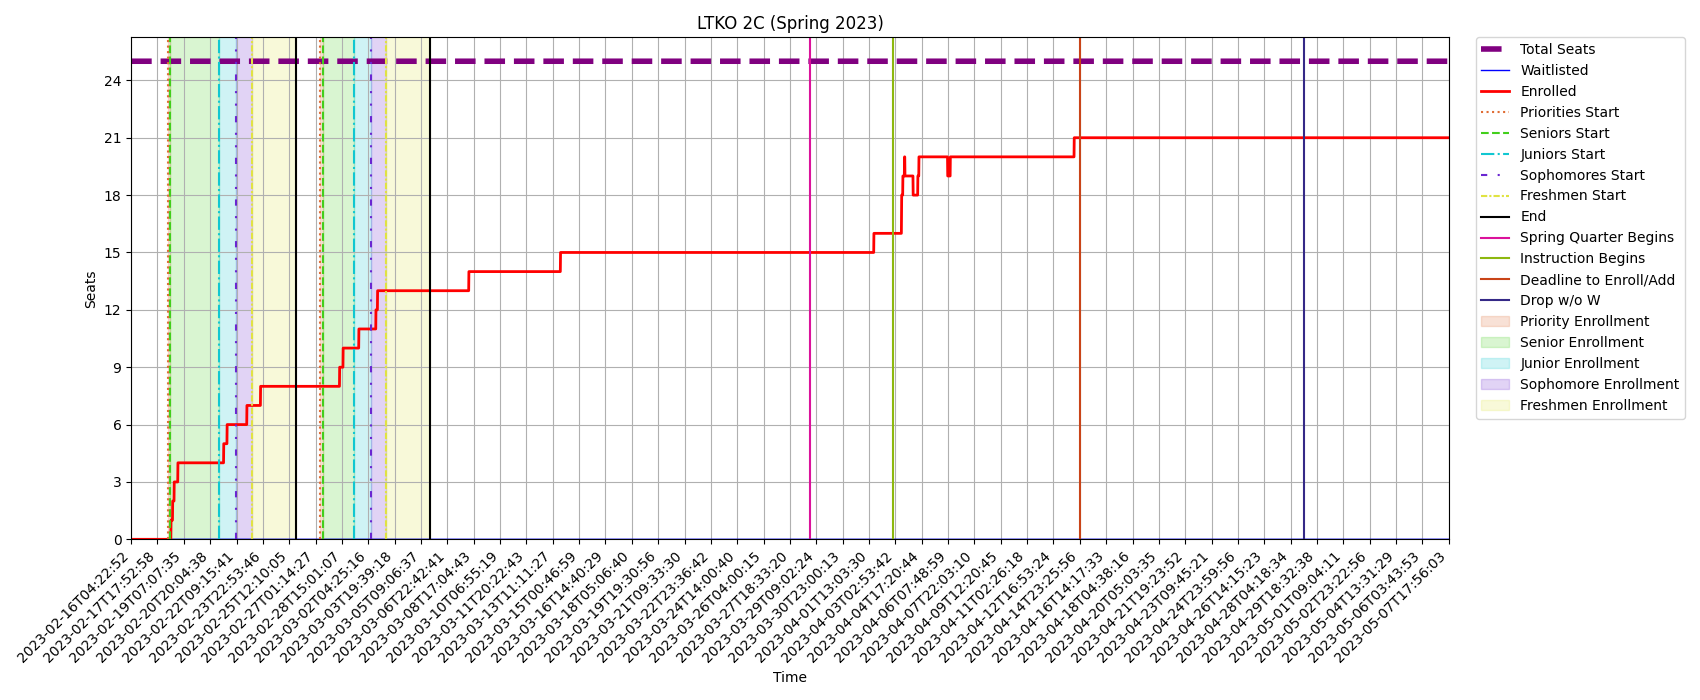 LTKO 2C (Spring 2023)
Seats
24
21
18
15
12
9
6
3
0
2023-02-16T04:22:52
2023-02-17T17:52:58
2023-02-19T07:07:35
2023-02-20T20:04:38
2023-02-22T09:15:41
2023-02-23T22:53:46
2023-02-25T12:10:05
2023-02-27T01:14:27
2023-02-28T15:01:07
2023-03-02T04:25:16
2023-03-03T19:39:18
2023-03-05T09:06:37
2023-03-06T22:42:41
2023-03-08T17:04:43
2023-03-10T06:55:19
2023-03-11T20:22:43
2023-03-13T11:11:27
2023-03-15T00:46:59
2023-03-16T14:40:29
2023-03-18T05:06:40
2023-03-19T19:30:56
2023-03-21T09:33:30
2023-03-22T23:36:42
2023-03-24T14:00:40
2023-03-26T04:00:15
2023-03-27T18:33:20
2023-03-29T09:02:24
2023-03-30T23:00:13
2023-04-01T13:03:30
2023-04-03T02:53:42
2023-04-04T17:20:44
2023-04-06T07:48:59
2023-04-07T22:03:10
2023-04-09T12:20:45
2023-04-11T02:26:18
2023-04-12T16:53:24
2023-04-14T23:25:56
2023-04-16T14:17:33
2023-04-18T04:38:16
2023-04-20T05:03:35
2023-04-21T19:23:52
2023-04-23T09:45:21
2023-04-24T23:59:56
2023-04-26T14:15:23
2023-04-28T04:18:34
2023-04-29T18:32:38
2023-05-01T09:04:11
2023-05-02T23:22:56
2023-05-04T13:31:29
2023-05-06T03:43:53
2023-05-07T17:56:03
Time
Total Seats
Waitlisted
Enrolled
Priorities Start
Seniors Start
Juniors Start
Sophomores Start
Freshmen Start
End
Spring Quarter Begins
Instruction Begins
Deadline to Enroll/Add
Drop w/o W
Priority Enrollment
Senior Enrollment
Junior Enrollment
Sophomore Enrollment
Freshmen Enrollment